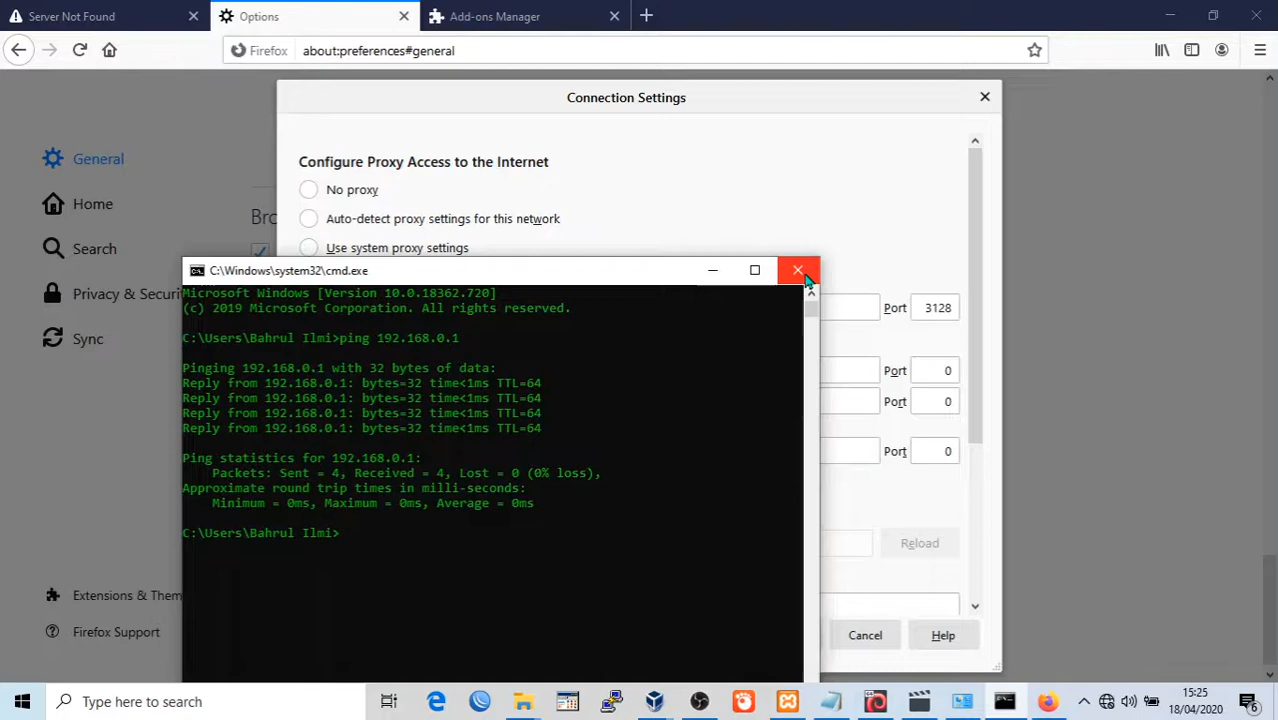 Server Not Found
Options
Add-ons Manager
Firefox
about:preferences#general
Connection Settings
Configure Proxy Access to the Internet
No proxy
Auto-detect proxy settings for this network
Use system proxy settings
General
Home
Search
Privacy & Securi
Sync
Extensions & Them
Firefox Support
Bro
Port 3128
Port 0
Port 0
Port 0
Reload
Cancel
Help
C:\Windows\system32\cmd.exe
Microsoft Windows [Version 10.0.18362.720]
(c) 2019 Microsoft Corporation. All rights reserved.
C:\Users\Bahrul Ilmi>ping 192.168.0.1
Pinging 192.168.0.1 with 32 bytes of data:
Reply from 192.168.0.1: bytes=32 time<1ms TTL=64
Reply from 192.168.0.1: bytes=32 time<1ms TTL=64
Reply from 192.168.0.1: bytes=32 time<1ms TTL=64
Reply from 192.168.0.1: bytes=32 time<1ms TTL=64
Ping statistics for 192.168.0.1:
Packets: Sent = 4, Received = 4, Lost = 0 (0% loss),
Approximate round trip times in milli-seconds:
Minimum = 0ms, Maximum = 0ms, Average = 0ms
C:\Users\Bahrul Ilmi>
Type here to search
15:25
18/04/2020
6